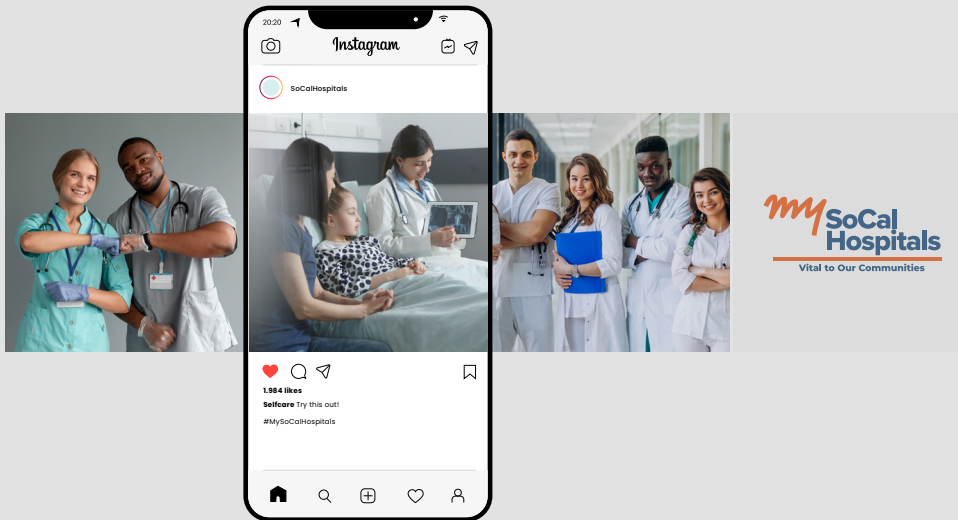 20:20
Instagram
SoCalHospitals
my SoCal
Hospitals
Vital to Our Communities
1.984 likes
Selfcare Try this out!
#MySoCalHospitals